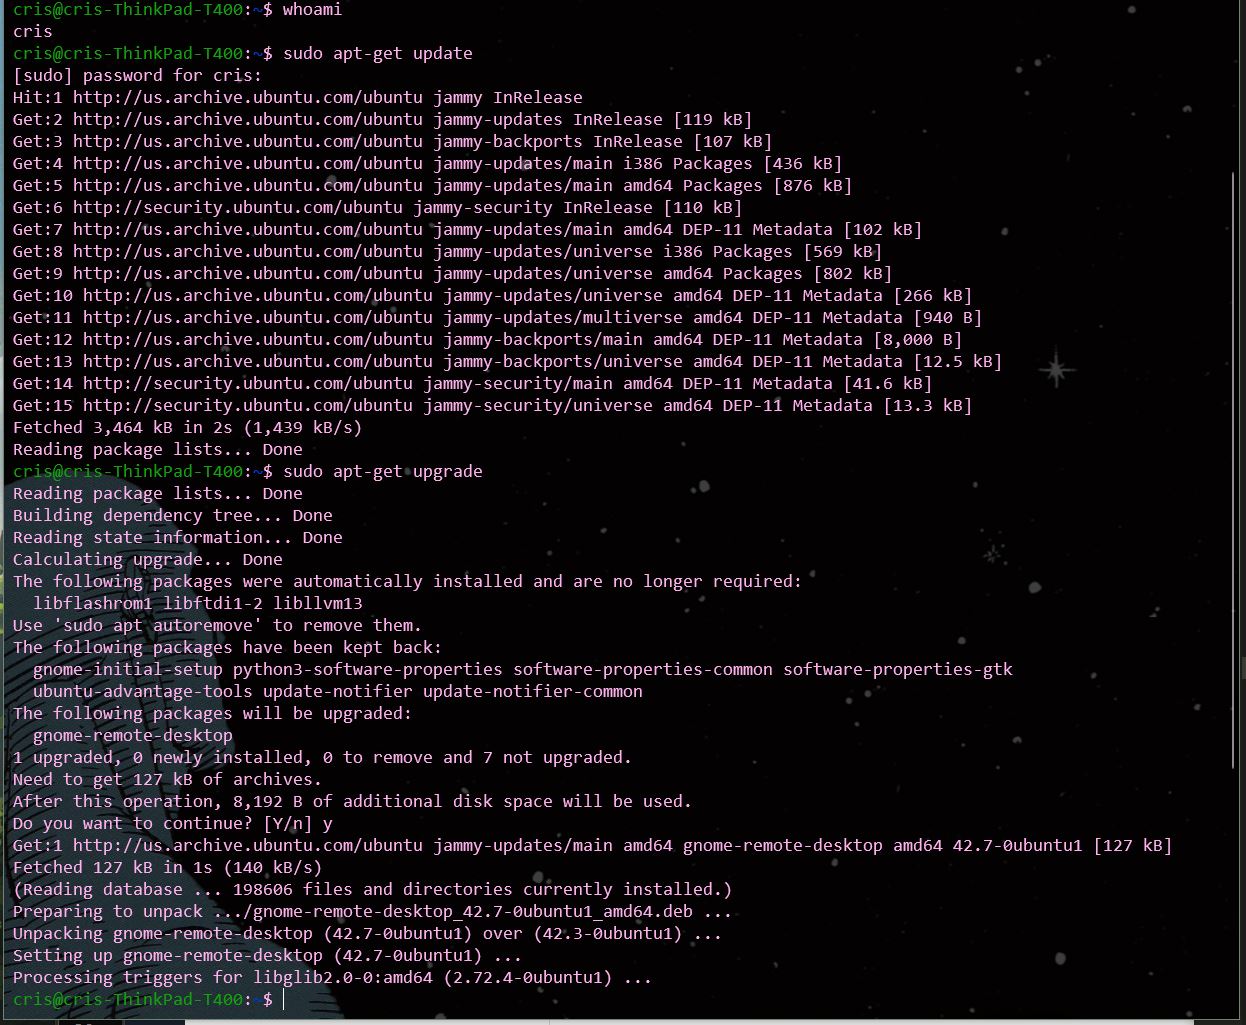 cris@cris-ThinkPad-T400:~$ whoami
cris
cris@cris-ThinkPad-T400:~$ sudo apt-get update
[sudo] password for cris:
Hit:1 http://us.archive.ubuntu.com/ubuntu jammy InRelease
Get:2 http://us.archive.ubuntu.com/ubuntu jammy-updates InRelease [119 kB]
Get:3 http://us.archive.ubuntu.com/ubuntu jammy-backports InRelease [107 kB]
Get:4 http://us.archive.ubuntu.com/ubuntu jammy-updates/main i386 Packages [436 kB]
Get:5 http://us.archive.ubuntu.com/ubuntu jammy-updates/main amd64 Packages [876 kB]
Get:6 http://security.ubuntu.com/ubuntu jammy-security InRelease [110 kB]
Get:7 http://us.archive.ubuntu.com/ubuntu jammy-updates/main amd64 DEP-11 Metadata [102 kB]
Get:8 http://us.archive.ubuntu.com/ubuntu jammy-updates/universe i386 Packages [569 kB]
Get:9 http://us.archive.ubuntu.com/ubuntu jammy-updates/universe amd64 Packages [802 kB]
Get:10 http://us.archive.ubuntu.com/ubuntu jammy-updates/universe amd64 DEP-11 Metadata [266 kB]
Get:11 http://us.archive.ubuntu.com/ubuntu jammy-updates/multiverse amd64 DEP-11 Metadata [940 B]
Get:12 http://us.archive.ubuntu.com/ubuntu jammy-backports/main amd64 DEP-11 Metadata [8,000 B]
Get:13 http://us.archive.ubuntu.com/ubuntu jammy-backports/universe amd64 DEP-11 Metadata [12.5 kB]
Get:14 http://security.ubuntu.com/ubuntu jammy-security/main amd64 DEP-11 Metadata [41.6 kB]
Get:15 http://security.ubuntu.com/ubuntu jammy-security/universe amd64 DEP-11 Metadata [13.3 kB]
Fetched 3,464 kB in 2s (1,439 kB/s)
Reading package lists... Done
cris@cris-ThinkPad-T400:~$ sudo apt-get upgrade
Reading package lists... Done
Building dependency tree... Done
Reading state information... Done
Calculating upgrade... Done
The following packages were automatically installed and are no longer required:
  libflashrom1 libftdi1-2 libllvm13
Use 'sudo apt autoremove' to remove them.
The following packages have been kept back:
  gnome-initial-setup python3-software-properties software-properties-common software-properties-gtk
  ubuntu-advantage-tools update-notifier update-notifier-common
The following packages will be upgraded:
  gnome-remote-desktop
1 upgraded, 0 newly installed, 0 to remove and 7 not upgraded.
Need to get 127 kB of archives.
After this operation, 8,192 B of additional disk space will be used.
Do you want to continue? [Y/n] y
Get:1 http://us.archive.ubuntu.com/ubuntu jammy-updates/main amd64 gnome-remote-desktop amd64 42.7-0ubuntu1 [127 kB]
Fetched 127 kB in 1s (140 kB/s)
(Reading database ... 198606 files and directories currently installed.)
Preparing to unpack .../gnome-remote-desktop_42.7-0ubuntu1_amd64.deb ...
Unpacking gnome-remote-desktop (42.7-0ubuntu1) over (42.3-0ubuntu1) ...
Setting up gnome-remote-desktop (42.7-0ubuntu1) ...
Processing triggers for libglib2.0-0:amd64 (2.72.4-0ubuntu1) ...
cris@cris-ThinkPad-T400:~$